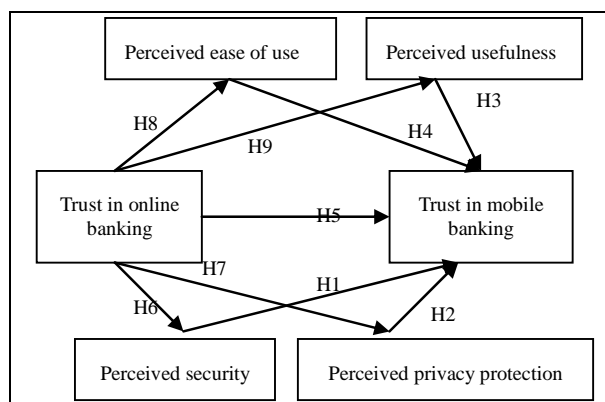 Perceived ease of use
Perceived usefulness
H3
H8
H4
H9
Trust in online
banking
Trust in mobile
banking
H5
H7
H1
H6
H2
Perceived security
Perceived privacy protection